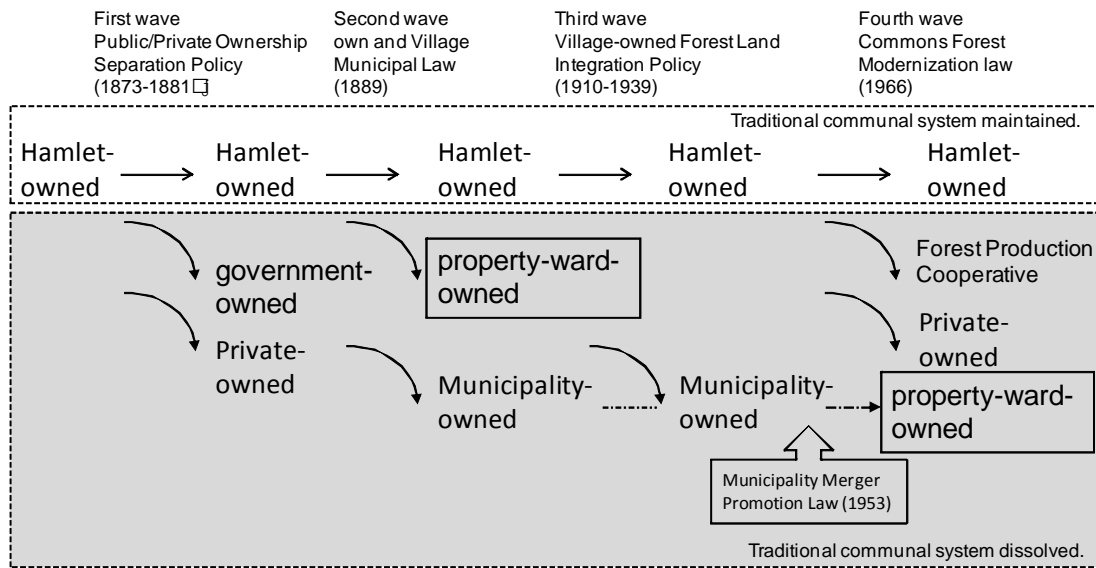 First wave
Public/Private Ownership
Separation Policy
(1873-1881□j
Second wave
own and Village
Municipal Law
(1889)
Third wave
Village-owned Forest Land
Integration Policy
(1910-1939)
Fourth wave
Commons Forest
Modernization law
(1966)
Traditional communal system maintained.
Hamlet-
owned
Hamlet-
owned
Hamlet-
owned
Hamlet-
owned
Hamlet-
owned
government-
owned
property-ward-
owned
Forest Production
Cooperative
Private-
owned
Private-
owned
Municipality-
owned
Municipality-
owned
property-ward-
owned
Municipality Merger
Promotion Law (1953)
Traditional communal system dissolved.